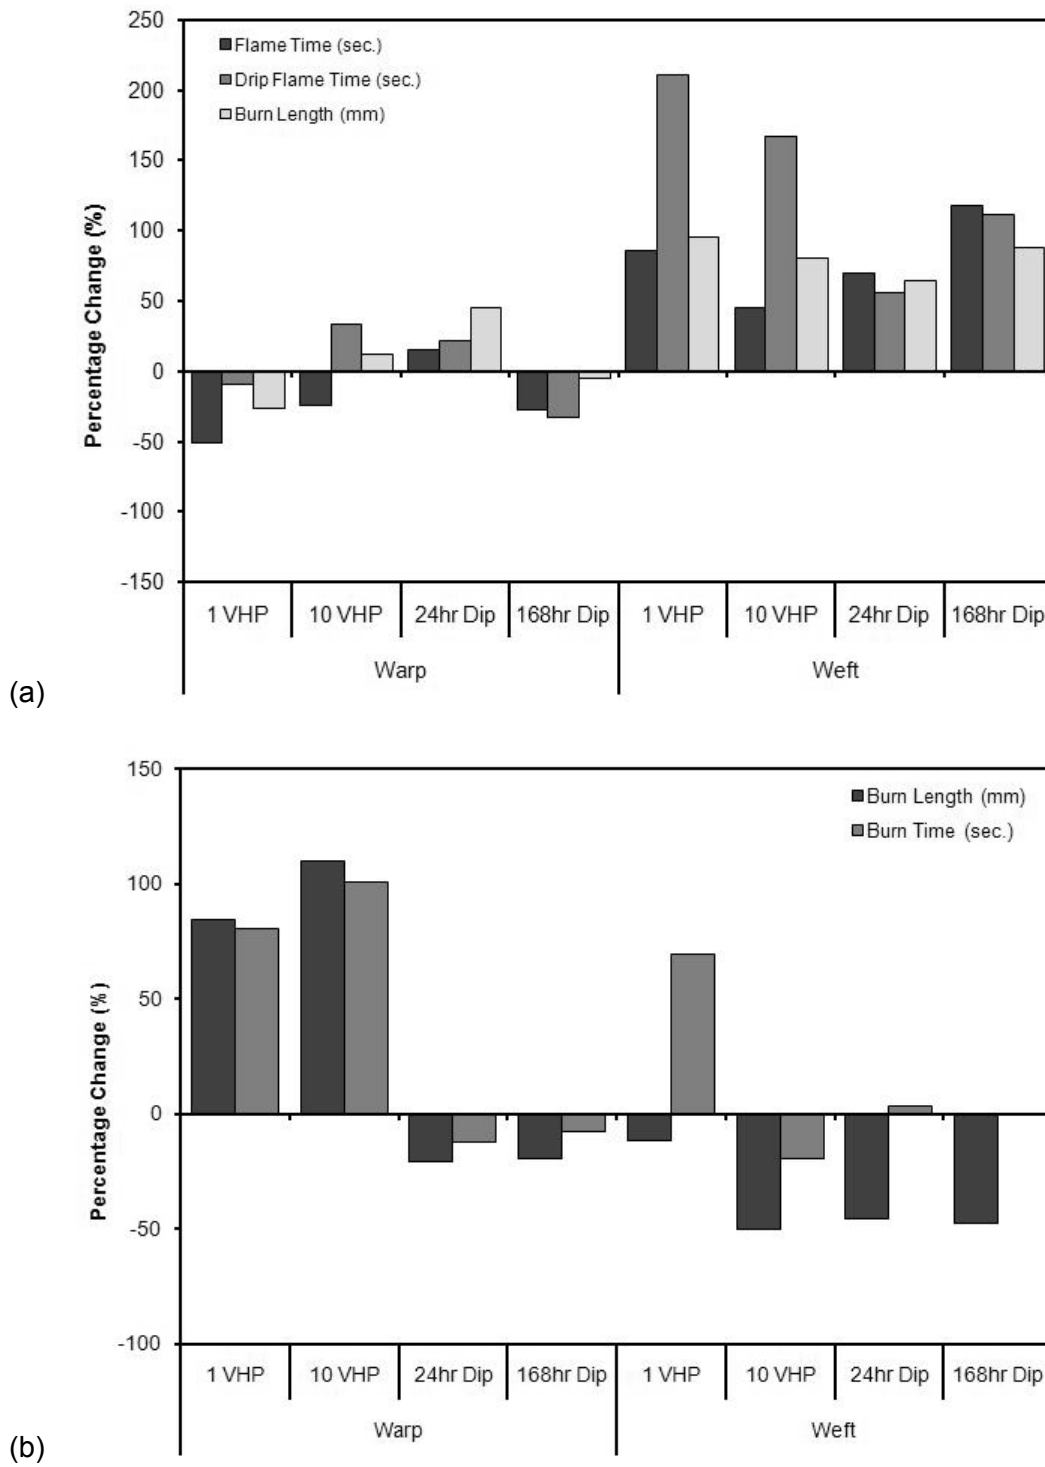 250
200
150
100
50
0
-50
-100
-150
Percentage Change (%)
Flame Time (sec.)
Drip Flame Time (sec.)
Burn Length (mm)
1 VHP 10 VHP 24hr Dip 168hr Dip 1 VHP 10 VHP 24hr Dip 168hr Dip
Warp Weft
(a)
150
100
50
0
-50
-100
Percentage Change (%)
Burn Length (mm)
Burn Time (sec.)
1 VHP 10 VHP 24hr Dip 168hr Dip 1 VHP 10 VHP 24hr Dip 168hr Dip
Warp Weft
(b)